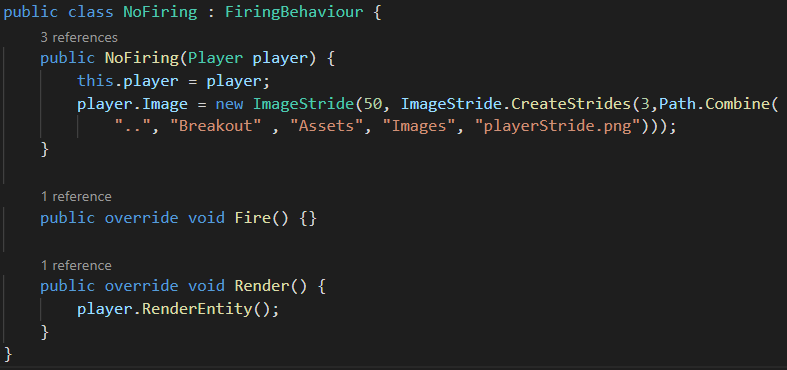 public class NoFiring : FiringBehaviour {
3 references
public NoFiring(Player player) {
this.player = player;
player.Image = new ImageStride(50, ImageStride.CreateStrides(3,Path.Combine(
"..", "Breakout" , "Assets", "Images", "playerStride.png")));
}
1 reference
public override void Fire() {}
1 reference
public override void Render() {
player.RenderEntity();
}
}